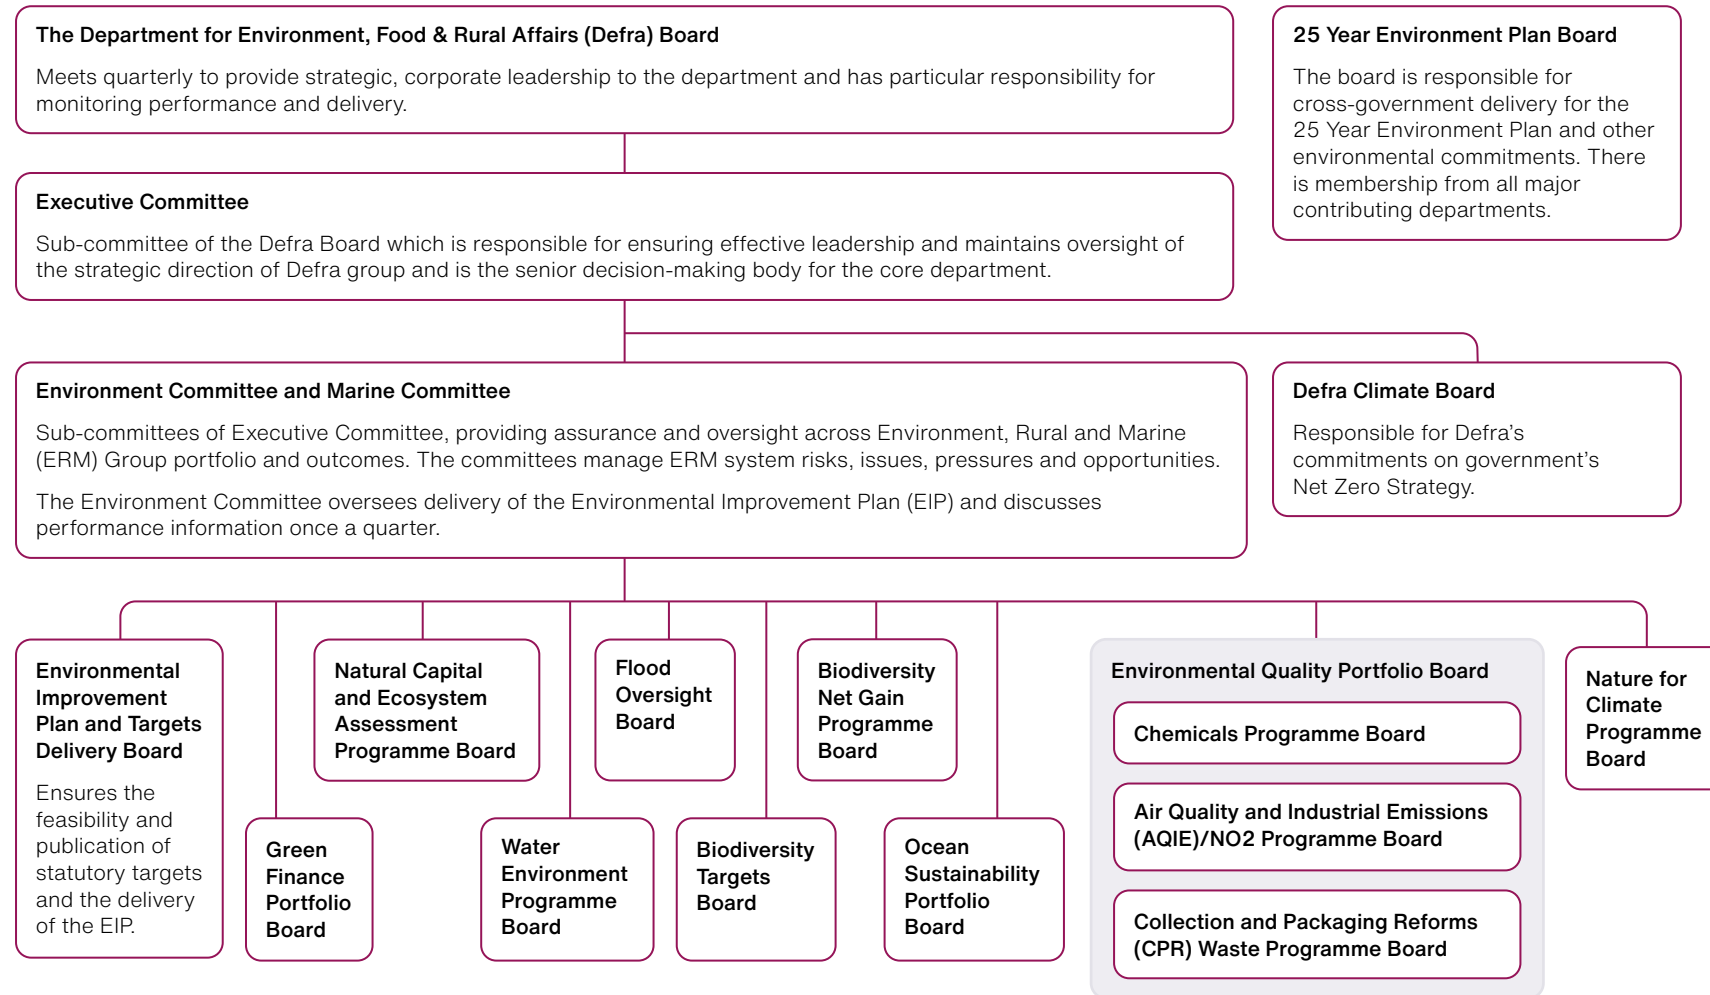 The Department for Environment, Food & Rural Affairs (Defra) Board
Meets quarterly to provide strategic, corporate leadership to the department and has particular responsibility for
monitoring performance and delivery.
25 Year Environment Plan Board
The board is responsible for
cross-government delivery for the
25 Year Environment Plan and other
environmental commitments. There
is membership from all major
contributing departments.
Executive Committee
Sub-committee of the Defra Board which is responsible for ensuring effective leadership and maintains oversight of
the strategic direction of Defra group and is the senior decision-making body for the core department.
Environment Committee and Marine Committee
Sub-committees of Executive Committee, providing assurance and oversight across Environment, Rural and Marine
(ERM) Group portfolio and outcomes. The committees manage ERM system risks, issues, pressures and opportunities.
The Environment Committee oversees delivery of the Environmental Improvement Plan (EIP) and discusses
performance information once a quarter.
Defra Climate Board
Responsible for Defra’s
commitments on government’s
Net Zero Strategy.
Environmental
Improvement
Plan and Targets
Delivery Board
Ensures the
feasibility and
publication of
statutory targets
and the delivery
of the EIP.
Green
Finance
Portfolio
Board
Natural Capital
and Ecosystem
Assessment
Programme Board
Water
Environment
Programme
Board
Flood
Oversight
Board
Biodiversity
Targets
Board
Biodiversity
Net Gain
Programme
Board
Ocean
Sustainability
Portfolio
Board
Environmental Quality Portfolio Board
Chemicals Programme Board
Air Quality and Industrial Emissions
(AQIE)/NO2 Programme Board
Collection and Packaging Reforms
(CPR) Waste Programme Board
Nature for
Climate
Programme
Board